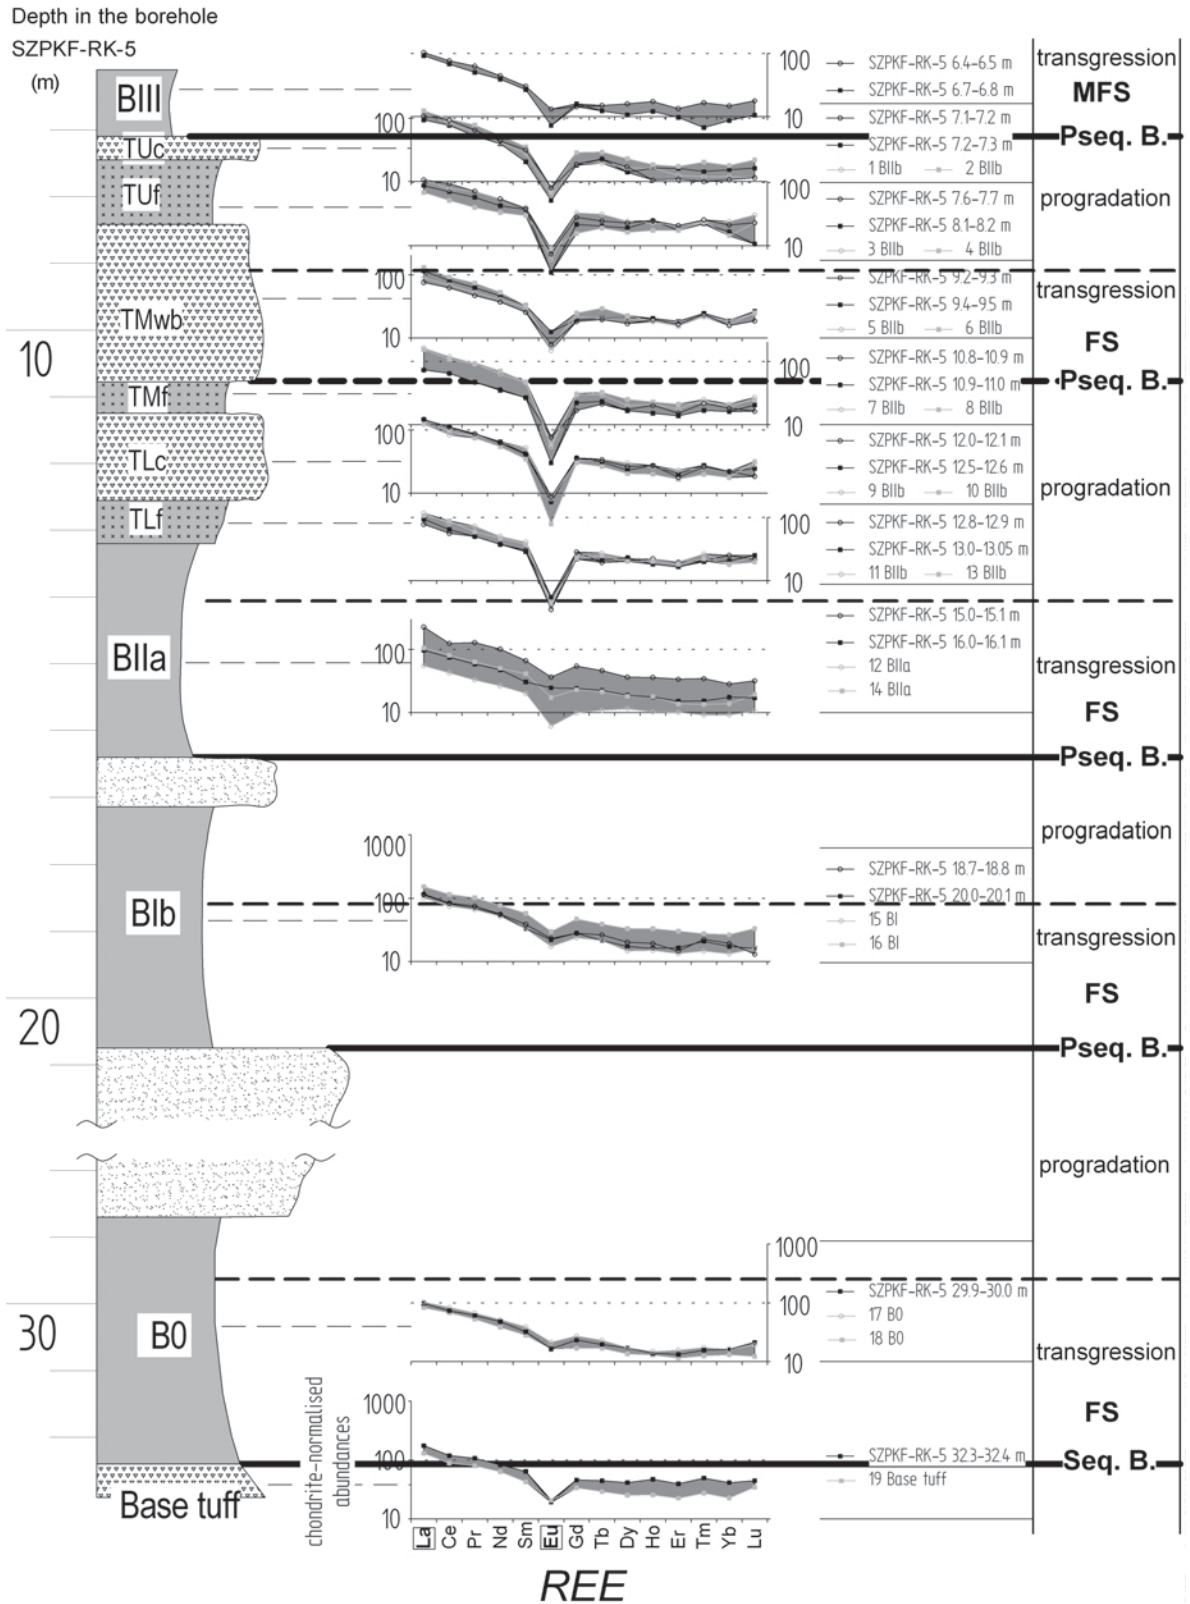 Depth in the borehole
SZPKF-RK-5
(m)
BIII
TUc
TUf
TMwb
10
TMf
TLc
TLf
BIIa
BIb
20
30
B0
Base tuff
chondrite-normalised
abundances
100
10
100
10
100
10
100
10
100
10
100
10
100
10
100
10
1000
100
10
1000
100
10
1000
100
10
La Ce Pr Nd Sm Eu Gd Tb Dy Ho Er Tm Yb Lu
REE
SZPKF-RK-5 6.4-6.5 m
SZPKF-RK-5 6.7-6.8 m
SZPKF-RK-5 7.1-7.2 m
SZPKF-RK-5 7.2-7.3 m
1 BIIb 2 BIIb
SZPKF-RK-5 7.6-7.7 m
SZPKF-RK-5 8.1-8.2 m
3 BIIb 4 BIIb
SZPKF-RK-5 9.2-9.3 m
SZPKF-RK-5 9.4-9.5 m
5 BIIb 6 BIIb
SZPKF-RK-5 10.8-10.9 m
SZPKF-RK-5 10.9-11.0 m
7 BIIb 8 BIIb
SZPKF-RK-5 12.0-12.1 m
SZPKF-RK-5 12.5-12.6 m
9 BIIb 10 BIIb
SZPKF-RK-5 12.8-12.9 m
SZPKF-RK-5 13.0-13.05 m
11 BIIb 13 BIIb
SZPKF-RK-5 15.0-15.1 m
SZPKF-RK-5 16.0-16.1 m
12 BIIa
14 BIIa
SZPKF-RK-5 18.7-18.8 m
SZPKF-RK-5 20.0-20.1 m
15 BI
16 BI
SZPKF-RK-5 29.9-30.0 m
17 B0
18 B0
SZPKF-RK-5 32.3-32.4 m
19 Base tuff
transgression
MFS
Pseq. B.
progradation
transgression
FS
Pseq. B.
progradation
transgression
FS
Pseq. B.
progradation
transgression
FS
Pseq. B.
progradation
transgression
FS
Seq. B.